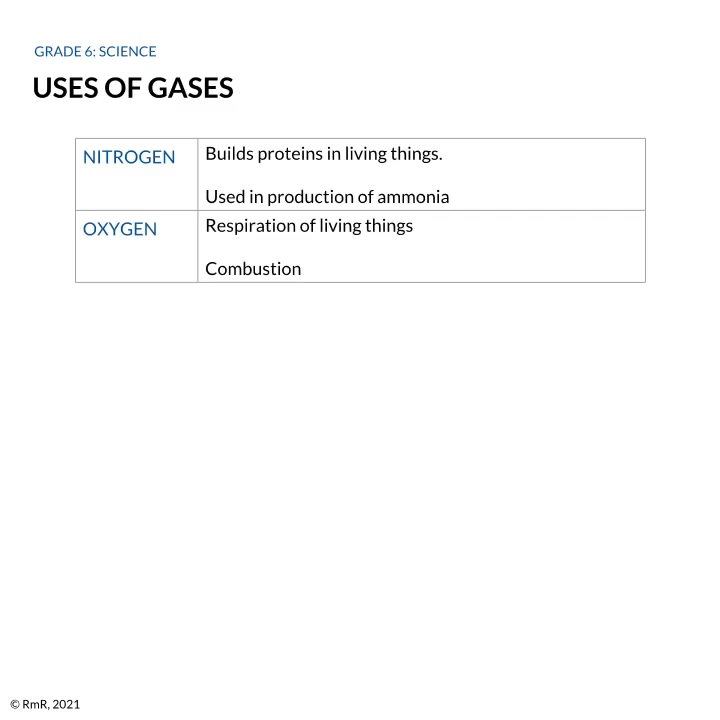 GRADE 6: SCIENCE
USES OF GASES
NITROGEN
Builds proteins in living things.
Used in production of ammonia
OXYGEN
Respiration of living things
Combustion
© RmR, 2021